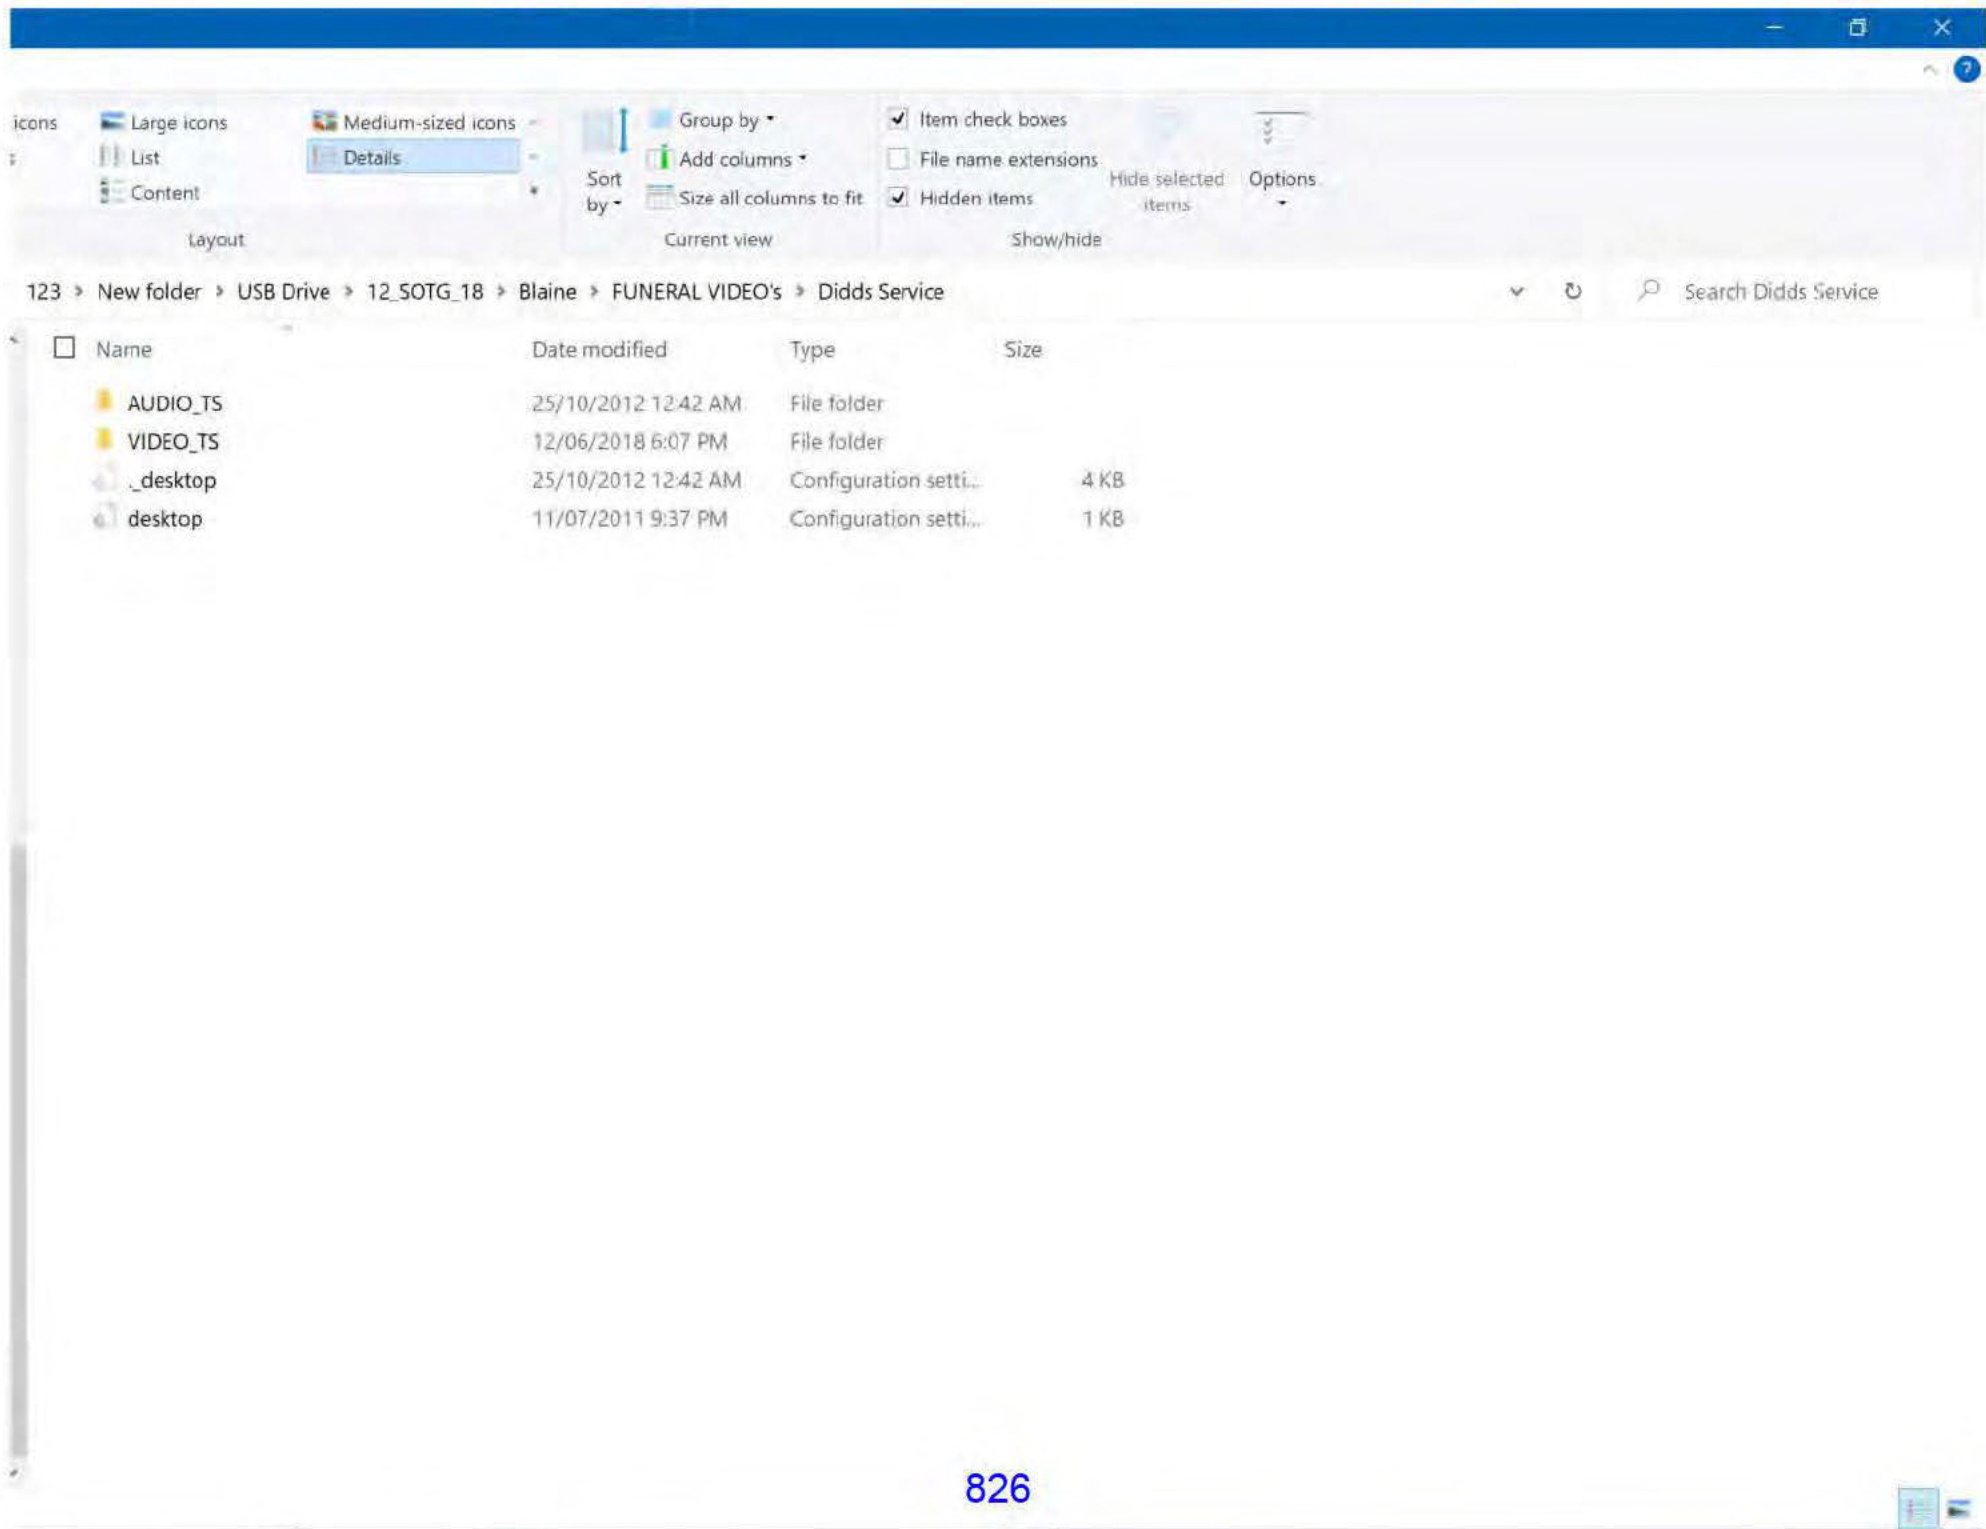 icons Large icons Medium-sized icons
List Details
Content
Layout
Sort by
Group by
Add columns
Size all columns to fit
Current view
Item check boxes
File name extensions
Hidden items
Hide selected
items
Options
Show/hide
123 > New folder > USB Drive > 12_SOTG_18 > Blaine > FUNERAL VIDEO's > Didds Service
Search Didds Service
Name Date modified Type Size
AUDIO_TS 25/10/2012 12:42 AM File folder
VIDEO_TS 12/06/2018 6:07 PM File folder
._desktop 25/10/2012 12:42 AM Configuration setti... 4 KB
desktop 11/07/2011 9:37 PM Configuration setti... 1 KB
826